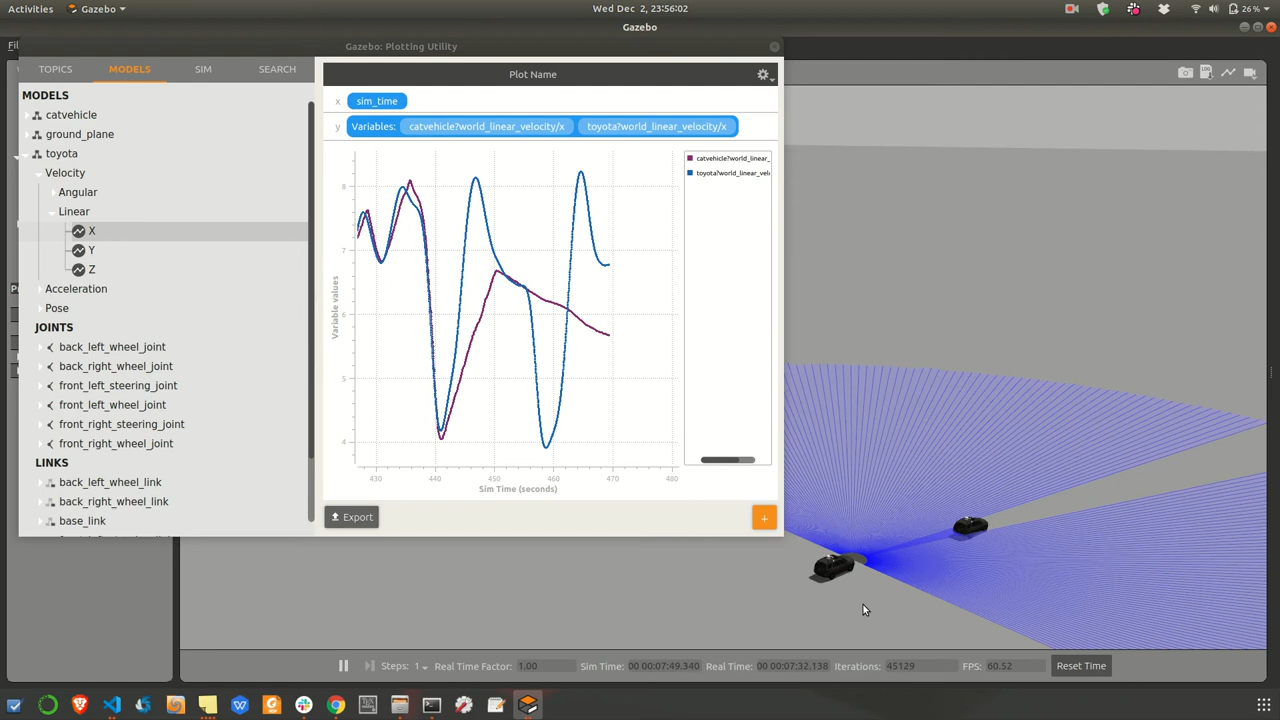 Activities
Gazebo
Wed Dec 2, 23:56:02
26 %
Gazebo
Gazebo: Plotting Utility
TOPICS
MODELS
SIM
SEARCH
MODELS
catvehicle
ground_plane
toyota
Velocity
Angular
Linear
X
Y
Z
Acceleration
Pose
JOINTS
back_left_wheel_joint
back_right_wheel_joint
front_left_steering_joint
front_left_wheel_joint
front_right_steering_joint
front_right_wheel_joint
LINKS
back_left_wheel_link
back_right_wheel_link
base_link
Plot Name
x sim_time
y Variables: catvehicle?world_linear_velocity/x toyota?world_linear_velocity/x
catvehicle?world_linear_
toyota?world_linear_vel
8
7
6
5
4
Variable values
430 440 450 460 470 480
Sim Time (seconds)
Export
+
Steps: 1
Real Time Factor: 1.00
Sim Time: 00 00:07:49.340
Real Time: 00 00:07:32.138
Iterations: 45129
FPS: 60.52
Reset Time